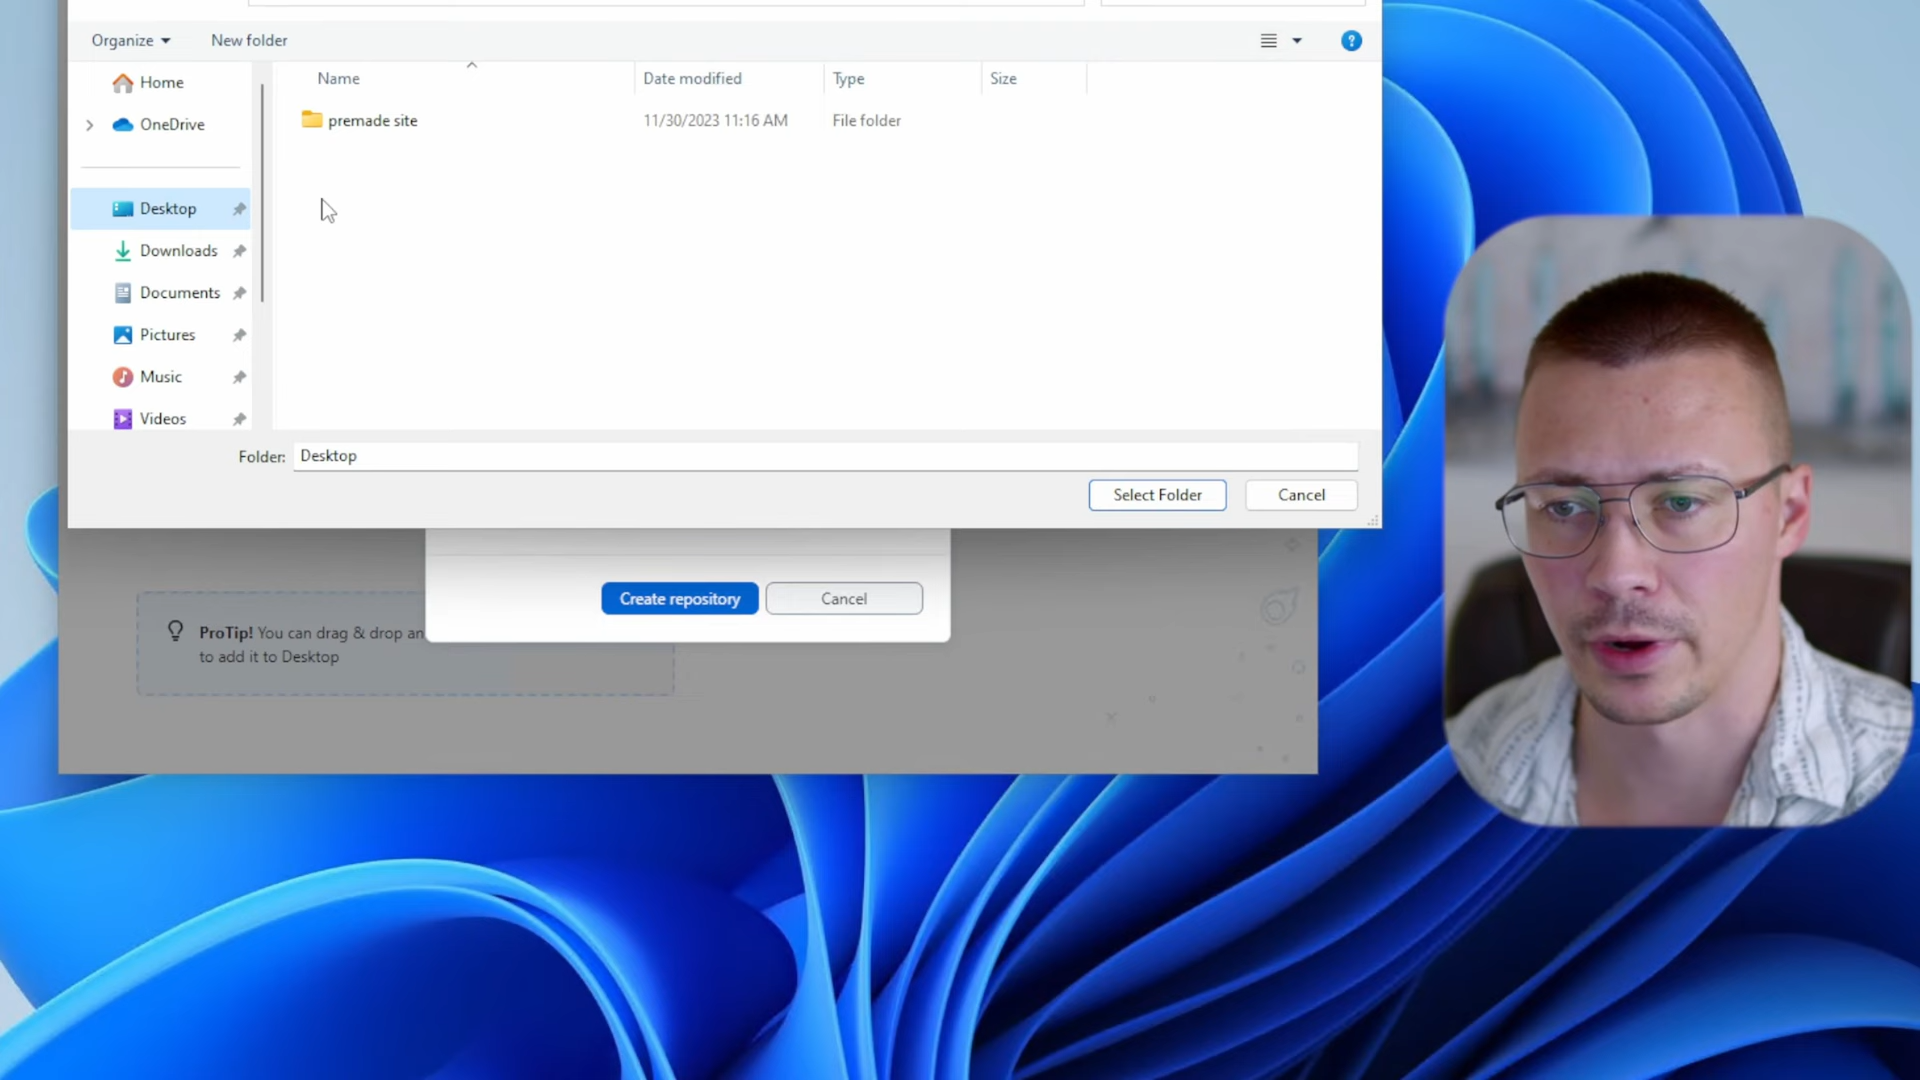 Organize New folder ?
Name Date modified Type Size
premade site 11/30/2023 11:16 AM File folder
Home
OneDrive
Desktop
Downloads
Documents
Pictures
Music
Videos
Folder: Desktop
Select Folder Cancel
Create repository Cancel
ProTip! You can drag & drop an
to add it to Desktop